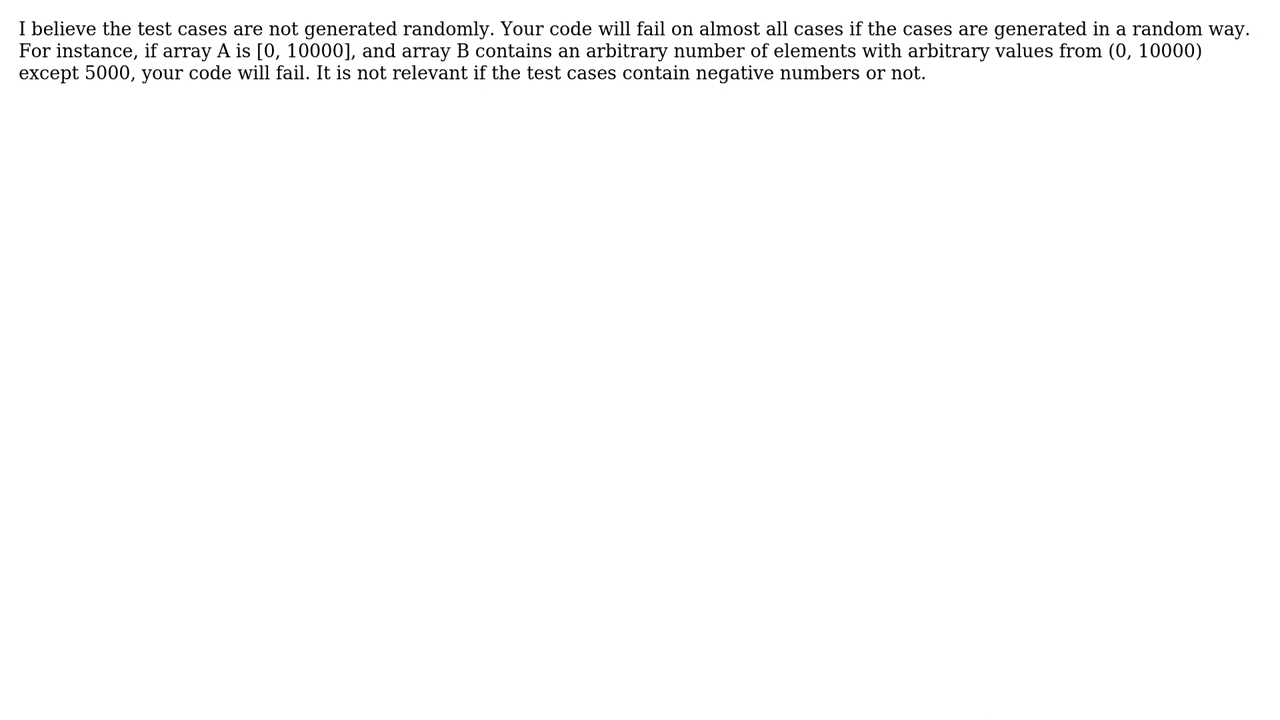 I believe the test cases are not generated randomly. Your code will fail on almost all cases if the cases are generated in a random way.
For instance, if array A is [0, 10000], and array B contains an arbitrary number of elements with arbitrary values from (0, 10000)
except 5000, your code will fail. It is not relevant if the test cases contain negative numbers or not.